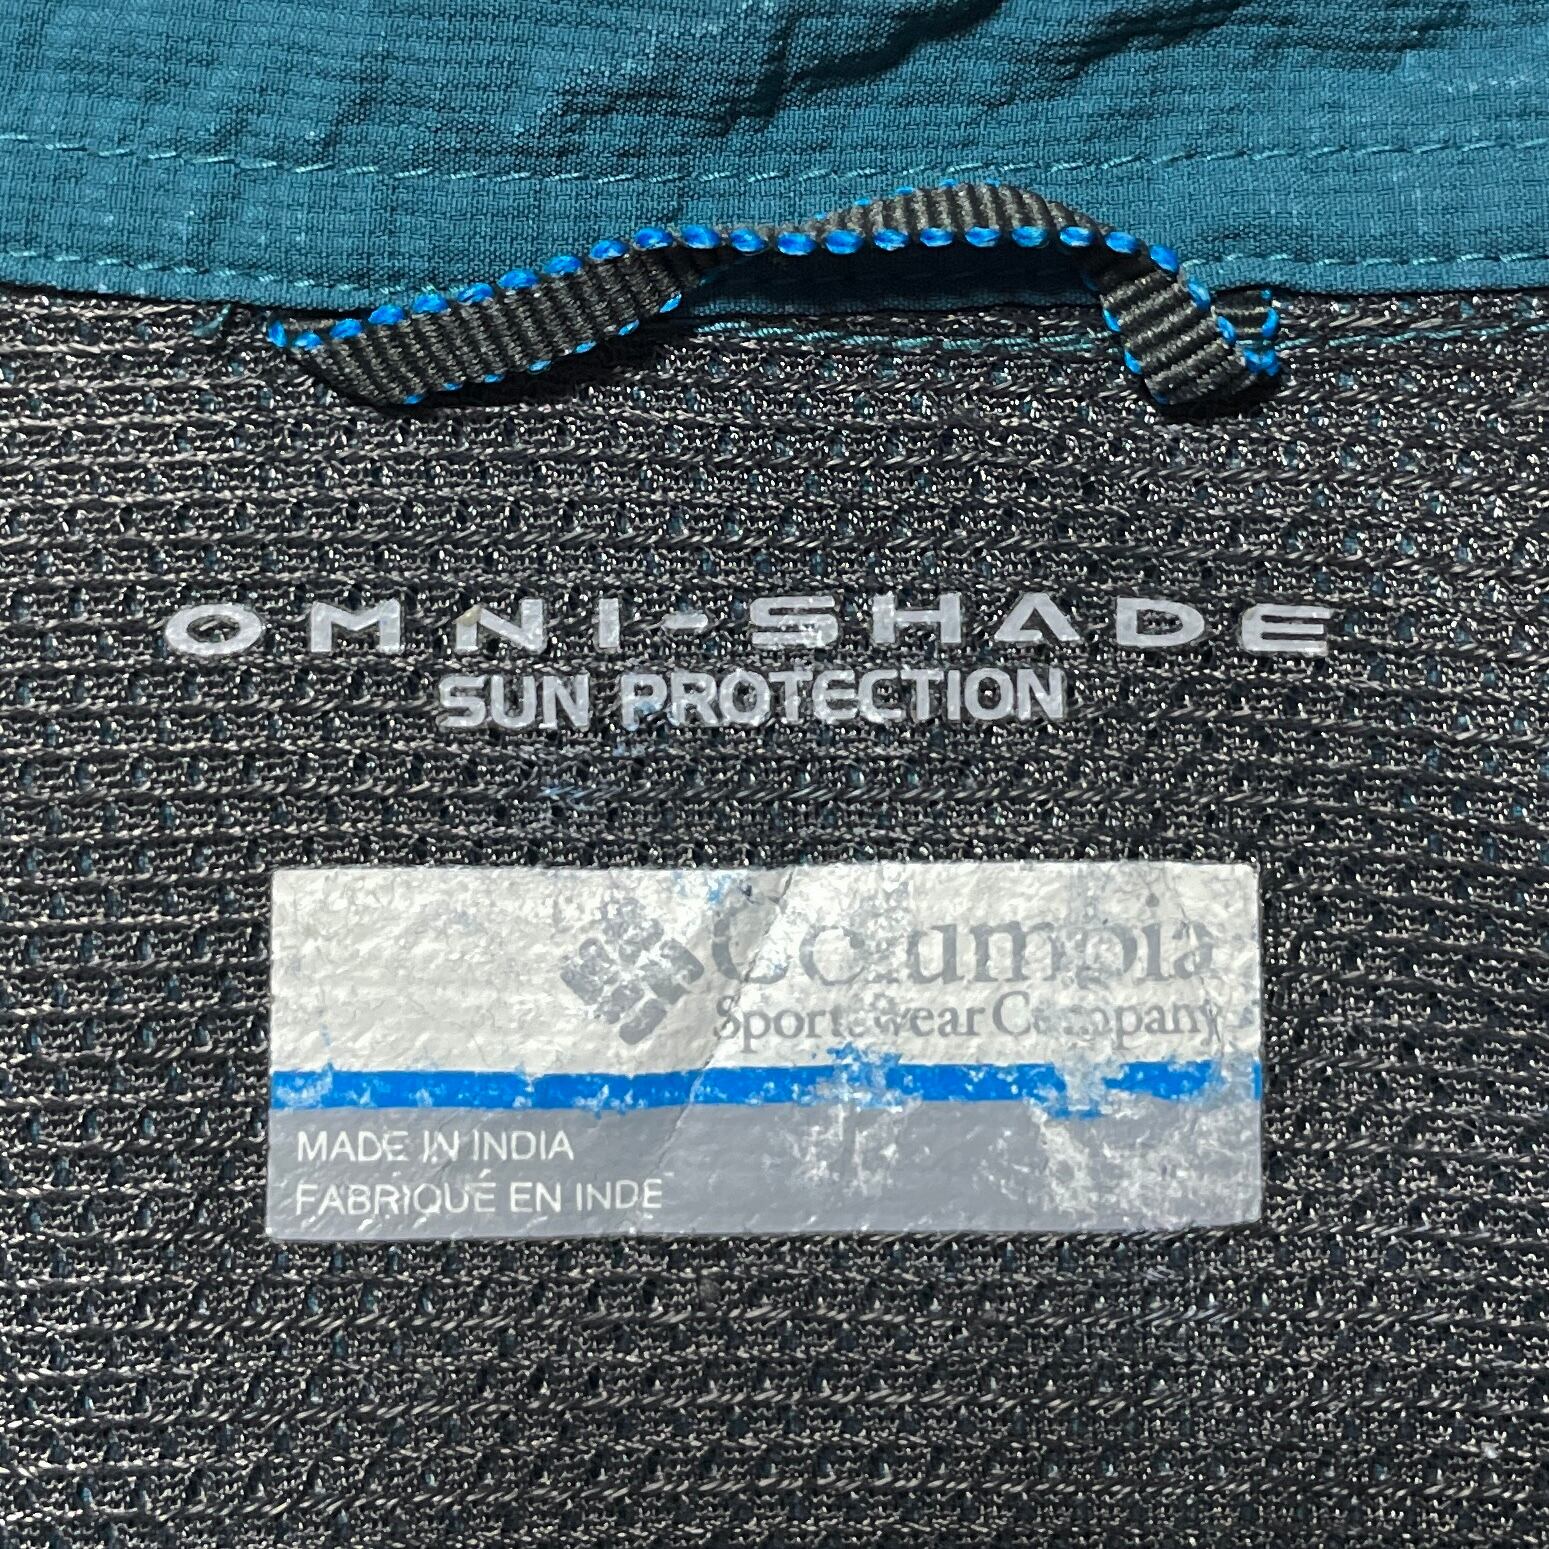 OMNI-SHADE
SUN PROTECTION
Columbia
Sportswear Company
MADE IN INDIA
FABRIQUÉ EN INDE